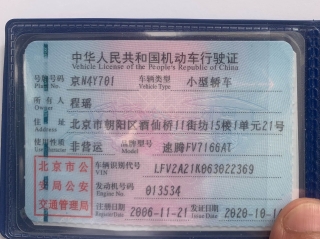 中华人民共和国机动车行驶证
Vehicle License of the People's Republic of China
号牌号码 京N4Y701 车辆类型 小型轿车
Plate No. Vehicle Type
所有人 程瑶
Owner
住址 北京市朝阳区酒仙桥11街坊15楼1单元21号
Address
使用性质 非营运 品牌型号 速腾FV7166AT
Use Character Model
北京市公安局公安交通管理局
车辆识别代号 LFV2A21K063022369
VIN
发动机号码 013534
Engine No.
注册日期 2006-11-21 发证日期 2020-10-1
Register Date Issue Date